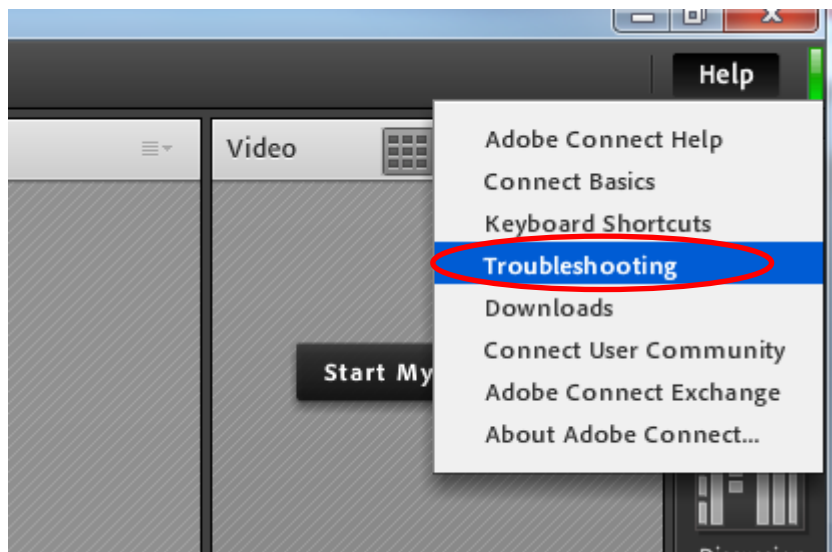 Help
Video
Adobe Connect Help
Connect Basics
Keyboard Shortcuts
Troubleshooting
Downloads
Start My
Connect User Community
Adobe Connect Exchange
About Adobe Connect...